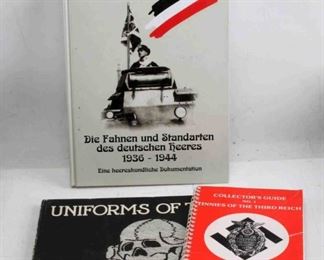 Die Fahnen und Standarten
des deutschen Heeres
1936 - 1944
Eine heereskundliche Dokumentation
UNIFORMS OF T
COLLECTOR'S GUIDE
TINNIES OF THE THIRD REICH